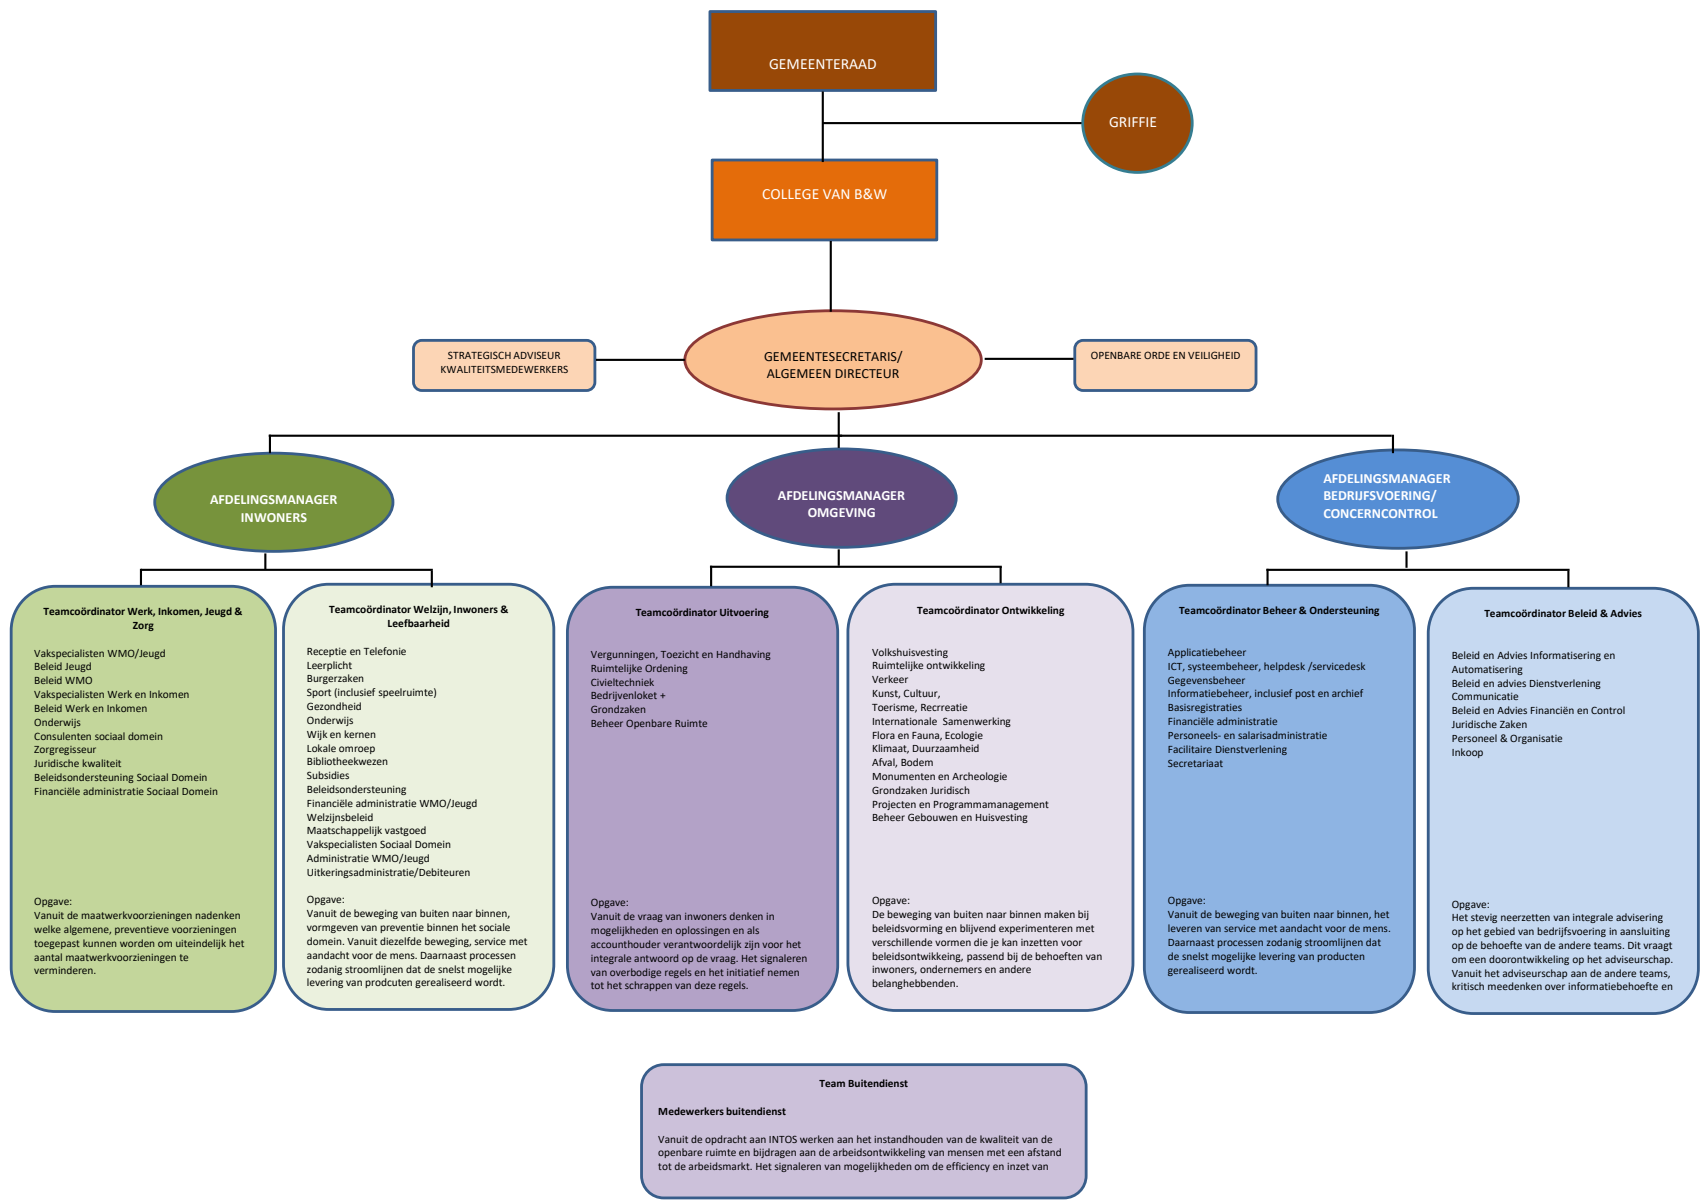 GEMEENTERAAD
GRIFFIE
COLLEGE VAN B&W
STRATEGISCH ADVISEUR
KWALITEITSMEDEWERKERS
GEMEENTESECRETARIS/
ALGEMEEN DIRECTEUR
OPENBARE ORDE EN VEILIGHEID
AFDELINGSMANAGER
INWONERS
AFDELINGSMANAGER
OMGEVING
AFDELINGSMANAGER
BEDRIJFSVOERING/
CONCERNCONTROL
Teamcoördinator Werk, Inkomen, Jeugd &
Zorg
Vakspecialisten WMO/Jeugd
Beleid Jeugd
Beleid WMO
Vakspecialisten Werk en Inkomen
Beleid Werk en Inkomen
Onderwijs
Consulenten sociaal domein
Zorgregisseur
Juridische kwaliteit
Beleidsondersteuning Sociaal Domein
Financiële administratie Sociaal Domein
Opgave:
Vanuit de maatwerkvoorzieningen nadenken
welke algemene, preventieve voorzieningen
toegepast kunnen worden om uiteindelijk het
aantal maatwerkvoorzieningen te
verminderen.
Teamcoördinator Welzijn, Inwoners &
Leefbaarheid
Receptie en Telefonie
Leerplicht
Burgerzaken
Sport (inclusief speelruimte)
Gezondheid
Onderwijs
Wijk en kernen
Lokale omroep
Bibliotheekwezen
Subsidies
Beleidsondersteuning
Financiële administratie WMO/Jeugd
Welzijnsbeleid
Maatschappelijk vastgoed
Vakspecialisten Sociaal Domein
Administratie WMO/Jeugd
Uitkeringsadministratie/Debiteuren
Opgave:
Vanuit de beweging van buiten naar binnen,
vormgeven van preventie binnen het sociale
domein. Vanuit diezelfde beweging, service met
aandacht voor de mens. Daarnaast processen
zodanig stroomlijnen dat de snelst mogelijke
levering van prodcuten gerealiseerd wordt.
Teamcoördinator Uitvoering
Vergunningen, Toezicht en Handhaving
Ruimtelijke Ordening
Civieltechniek
Bedrijvenloket +
Grondzaken
Beheer Openbare Ruimte
Opgave:
Vanuit de vraag van inwoners denken in
mogelijkheden en oplossingen en als
accounthouder verantwoordelijk zijn voor het
integrale antwoord op de vraag. Het signaleren
van overbodige regels en het initiatief nemen
tot het schrappen van deze regels.
Teamcoördinator Ontwikkeling
Volkshuisvesting
Ruimtelijke ontwikkeling
Verkeer
Kunst, Cultuur,
Toerisme, Recrreatie
Internationale  Samenwerking
Flora en Fauna, Ecologie
Klimaat, Duurzaamheid
Afval, Bodem
Monumenten en Archeologie
Grondzaken Juridisch
Projecten en Programmamanagement
Beheer Gebouwen en Huisvesting
Opgave:
De beweging van buiten naar binnen maken bij
beleidsvorming en blijvend experimenteren met
verschillende vormen die je kan inzetten voor
beleidsontwikkeing, passend bij de behoeften van
inwoners, ondernemers en andere
belanghebbenden.
Teamcoördinator Beheer & Ondersteuning
Applicatiebeheer
ICT, systeembeheer, helpdesk /servicedesk
Gegevensbeheer
Informatiebeheer, inclusief post en archief
Basisregistraties
Financiële administratie
Personeels- en salarisadministratie
Facilitaire Dienstverlening
Secretariaat
Opgave:
Vanuit de beweging van buiten naar binnen, het
leveren van service met aandacht voor de mens.
Daarnaast processen zodanig stroomlijnen dat
de snelst mogelijke levering van producten
gerealiseerd wordt.
Teamcoördinator Beleid & Advies
Beleid en Advies Informatisering en
Automatisering
Beleid en advies Dienstverlening
Communicatie
Beleid en Advies Financiën en Control
Juridische Zaken
Personeel & Organisatie
Inkoop
Opgave:
Het stevig neerzetten van integrale advisering
op het gebied van bedrijfsvoering in aansluiting
op de behoefte van de andere teams. Dit vraagt
om een doorontwikkeling op het adviseurschap.
Vanuit het adviseurschap aan de andere teams,
kritisch meedenken over informatiebehoefte en
Team Buitendienst
Medewerkers buitendienst
Vanuit de opdracht aan INTOS werken aan het instandhouden van de kwaliteit van de
openbare ruimte en bijdragen aan de arbeidsontwikkeling van mensen met een afstand
tot de arbeidsmarkt. Het signaleren van mogelijkheden om de efficiency en inzet van